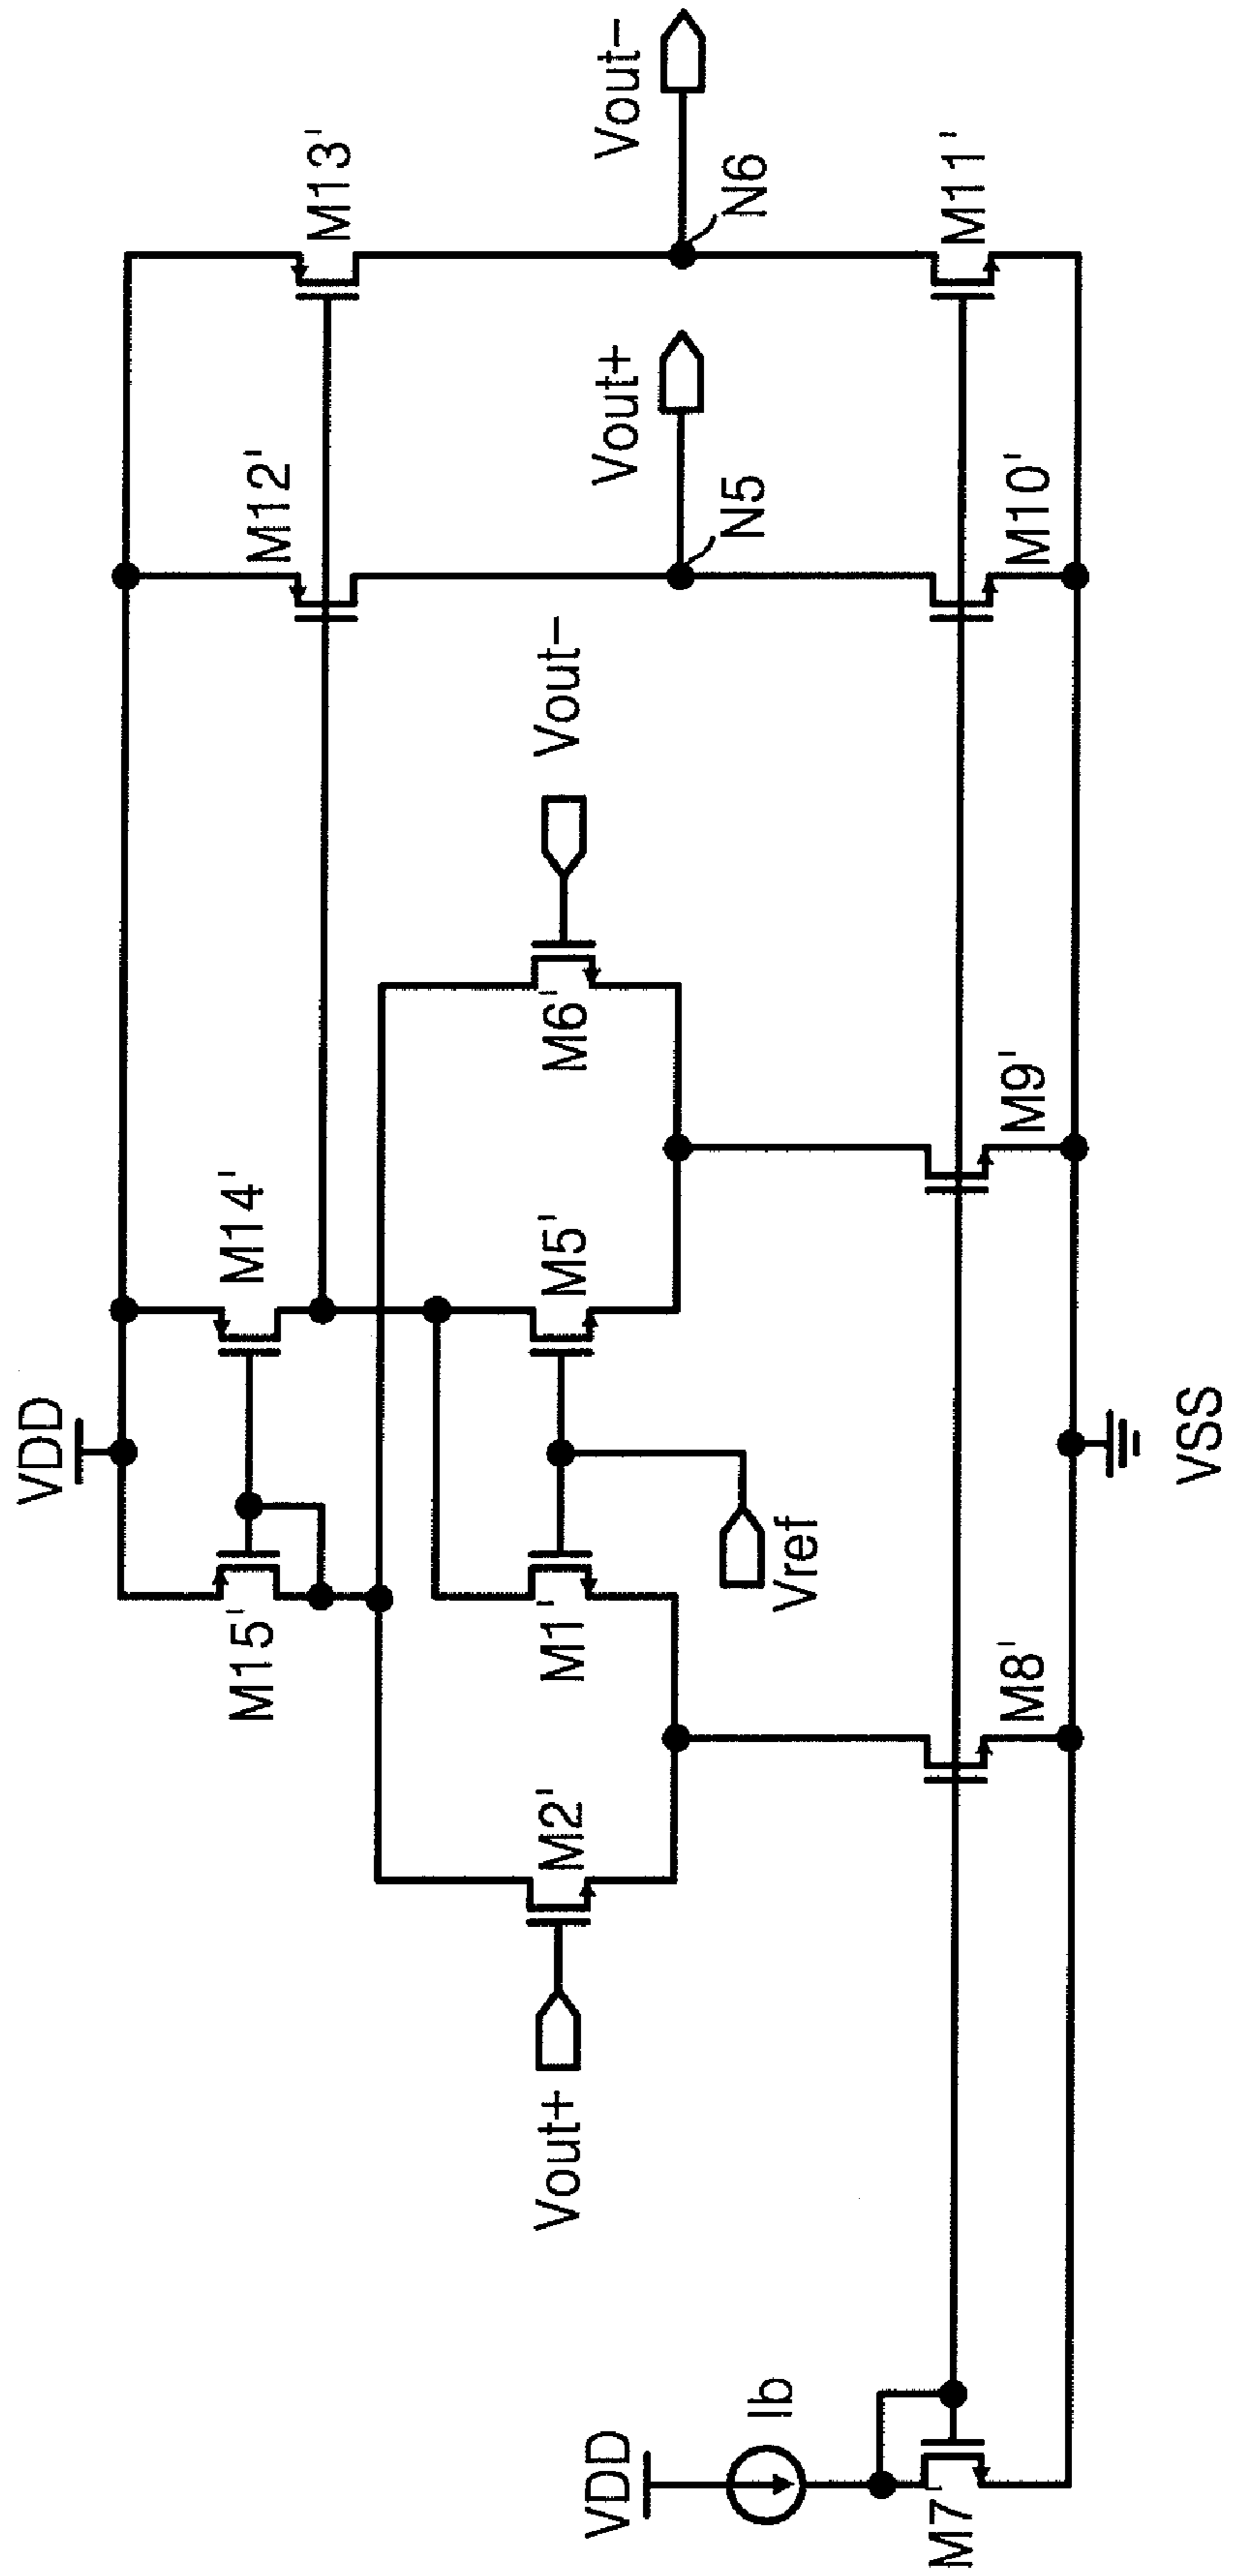 VDD
M15'
M14'
M12'
M13'
M2'
M1'
M5'
M6'
Vout+
Vref
Vout−
Vout+
Vout−
N5
N6
VDD
Ib
M7'
M8'
M9'
M10'
M11'
VSS